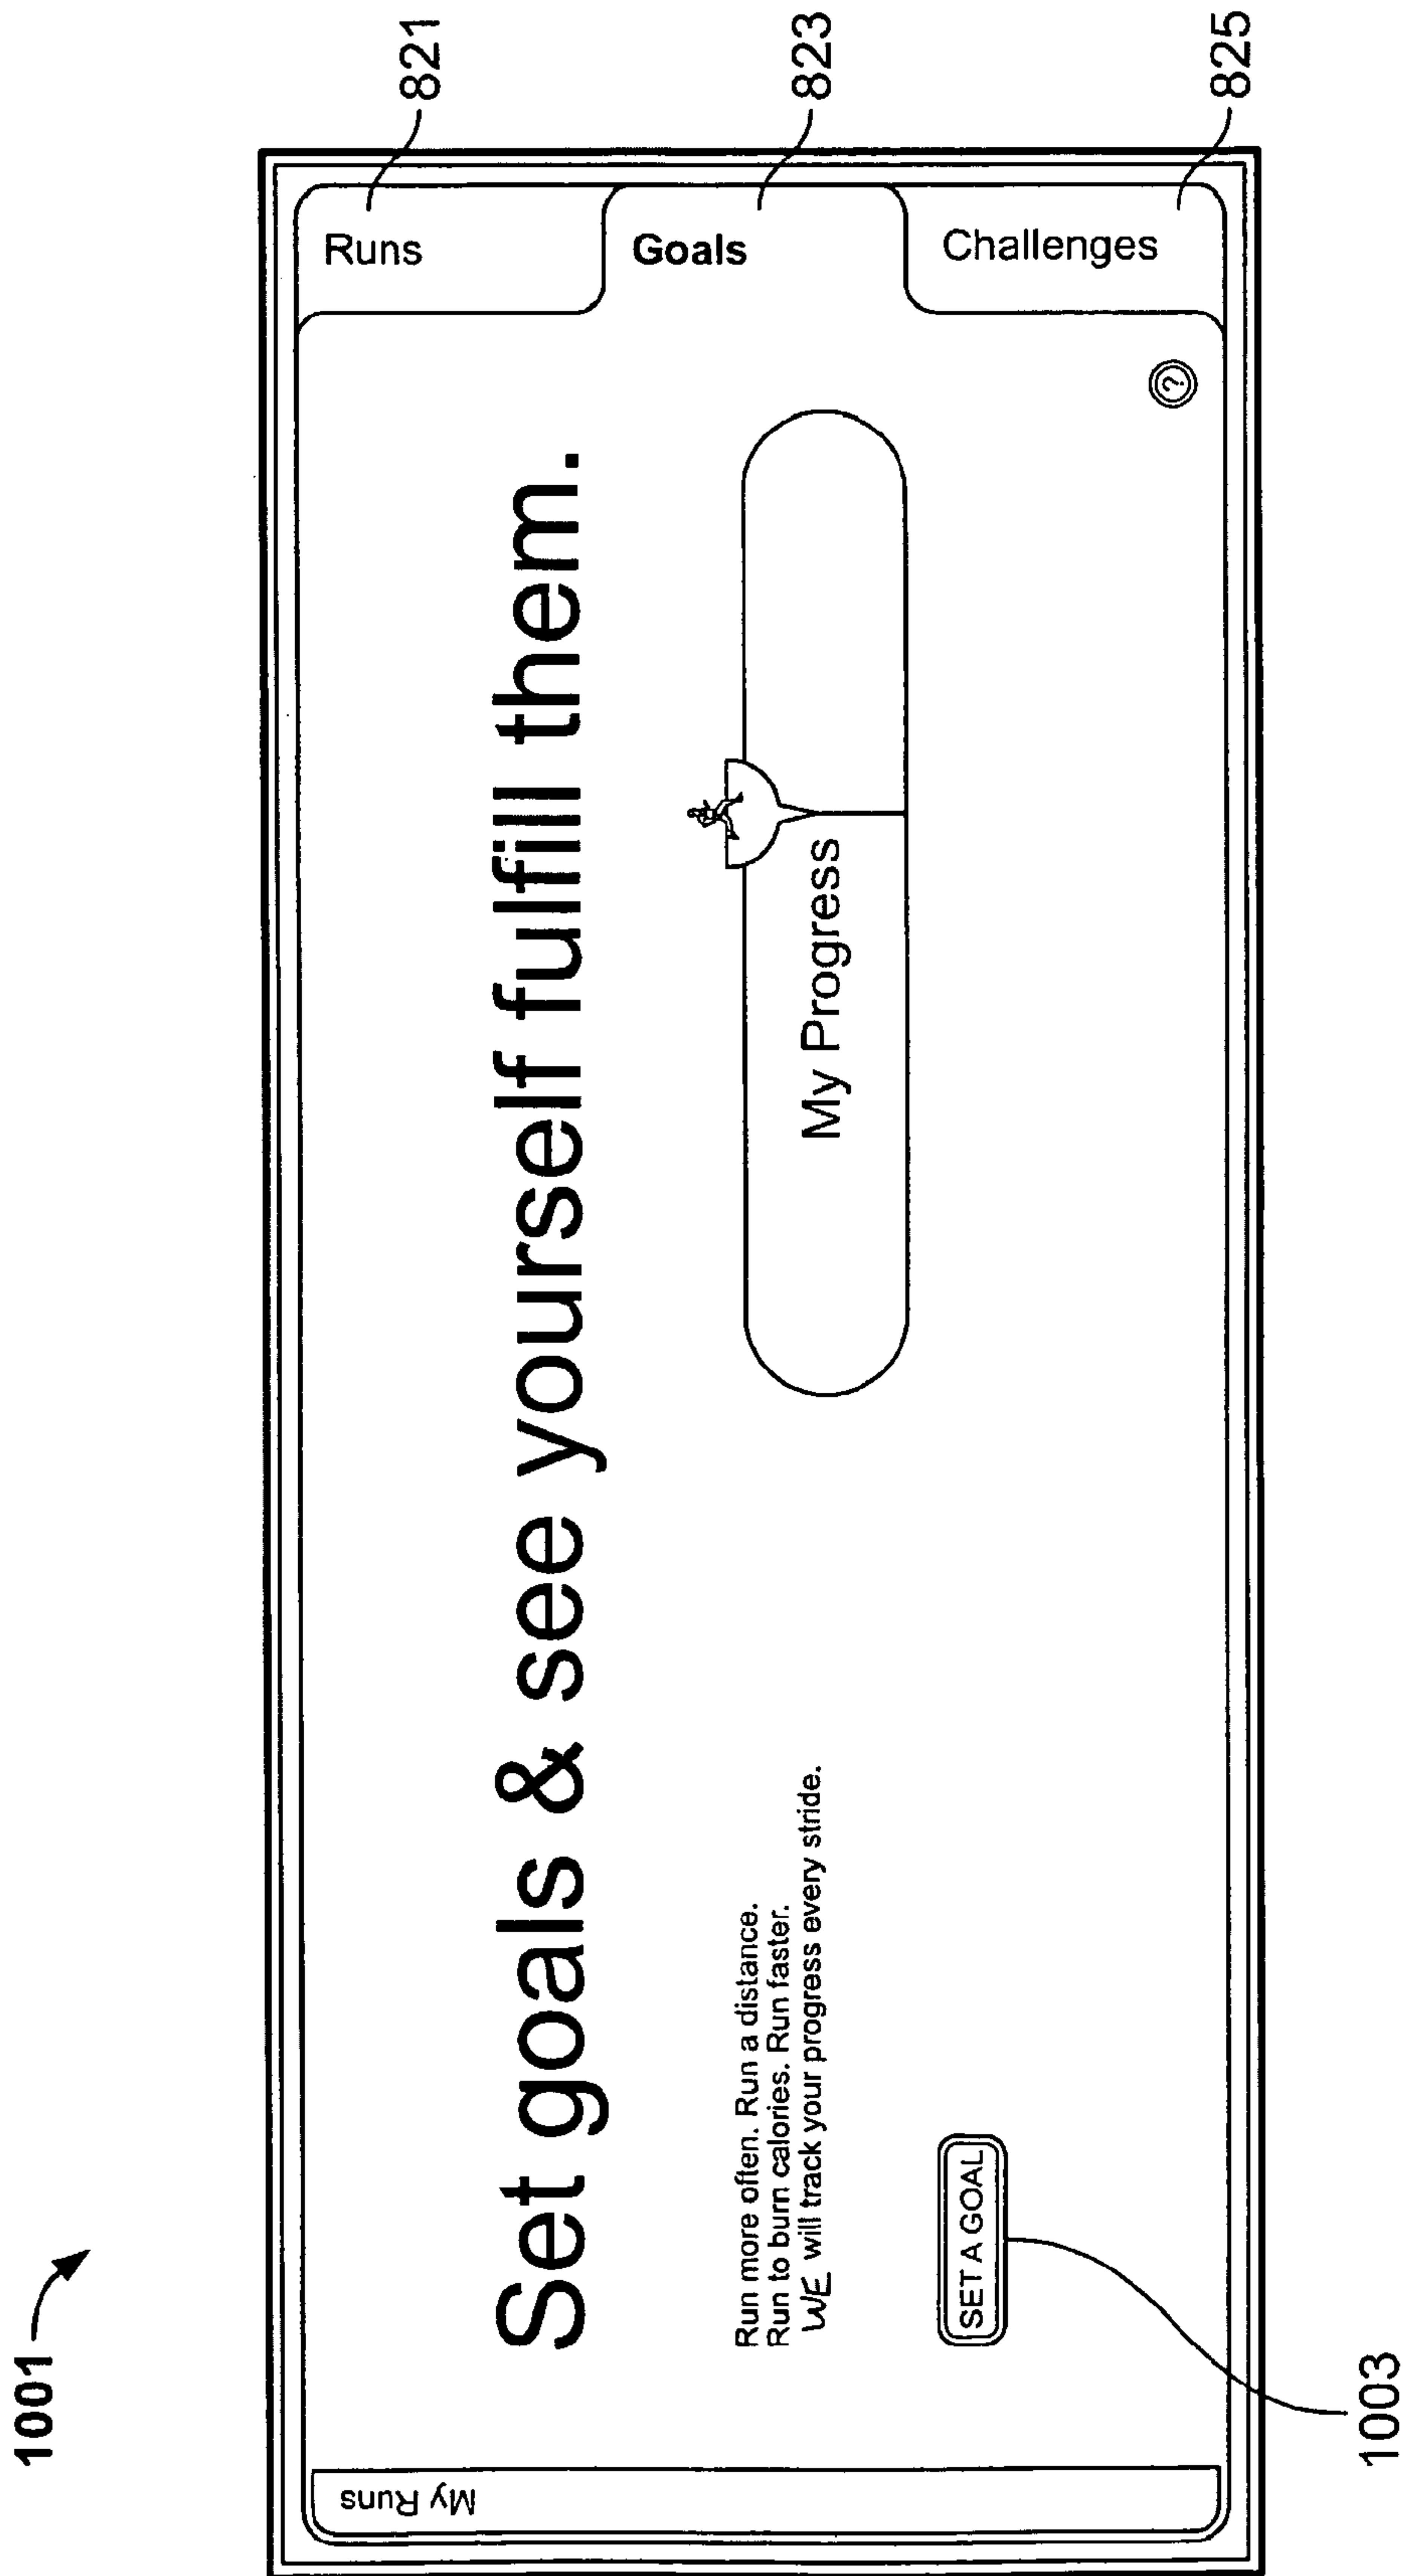 1001
821
Runs
823
Goals
825
Challenges
My Runs
Set goals & see yourself fulfill them.
Run more often. Run a distance.
Run to burn calories. Run faster.
WE will track your progress every stride.
My Progress
SET A GOAL
?
1003